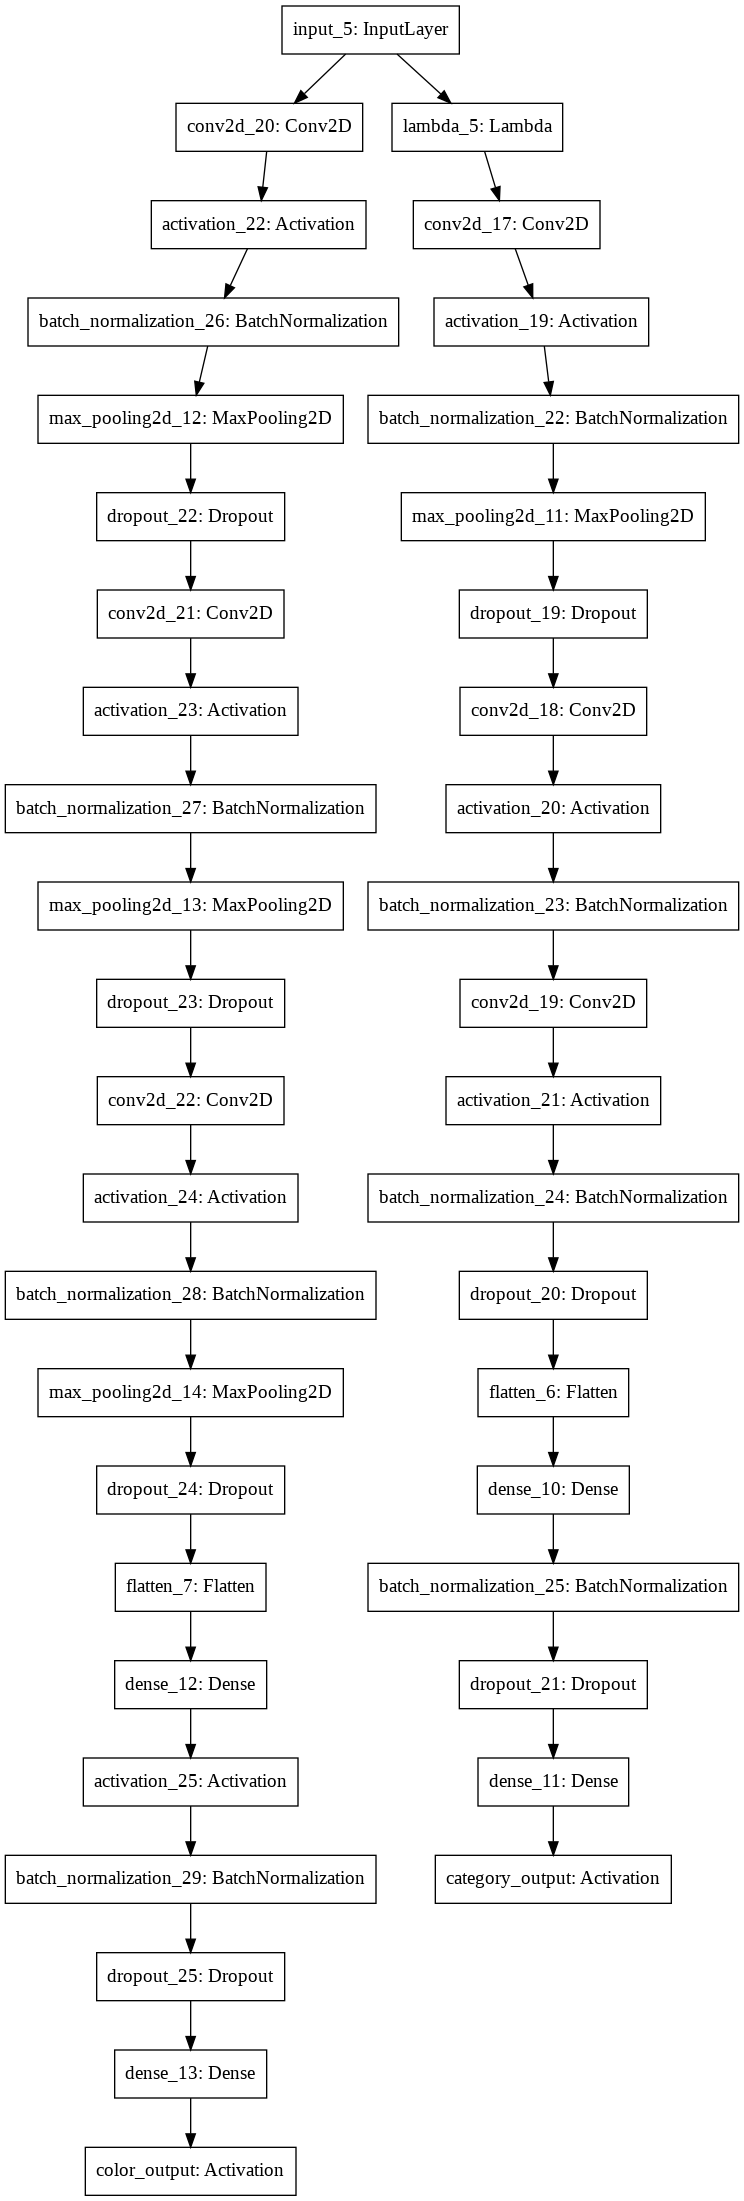 input_5: InputLayer
conv2d_20: Conv2D
lambda_5: Lambda
activation_22: Activation
conv2d_17: Conv2D
batch_normalization_26: BatchNormalization
activation_19: Activation
max_pooling2d_12: MaxPooling2D
batch_normalization_22: BatchNormalization
dropout_22: Dropout
max_pooling2d_11: MaxPooling2D
conv2d_21: Conv2D
dropout_19: Dropout
activation_23: Activation
conv2d_18: Conv2D
batch_normalization_27: BatchNormalization
activation_20: Activation
max_pooling2d_13: MaxPooling2D
batch_normalization_23: BatchNormalization
dropout_23: Dropout
conv2d_19: Conv2D
conv2d_22: Conv2D
activation_21: Activation
activation_24: Activation
batch_normalization_24: BatchNormalization
batch_normalization_28: BatchNormalization
dropout_20: Dropout
max_pooling2d_14: MaxPooling2D
flatten_6: Flatten
dropout_24: Dropout
dense_10: Dense
flatten_7: Flatten
batch_normalization_25: BatchNormalization
dense_12: Dense
dropout_21: Dropout
activation_25: Activation
dense_11: Dense
batch_normalization_29: BatchNormalization
category_output: Activation
dropout_25: Dropout
dense_13: Dense
color_output: Activation